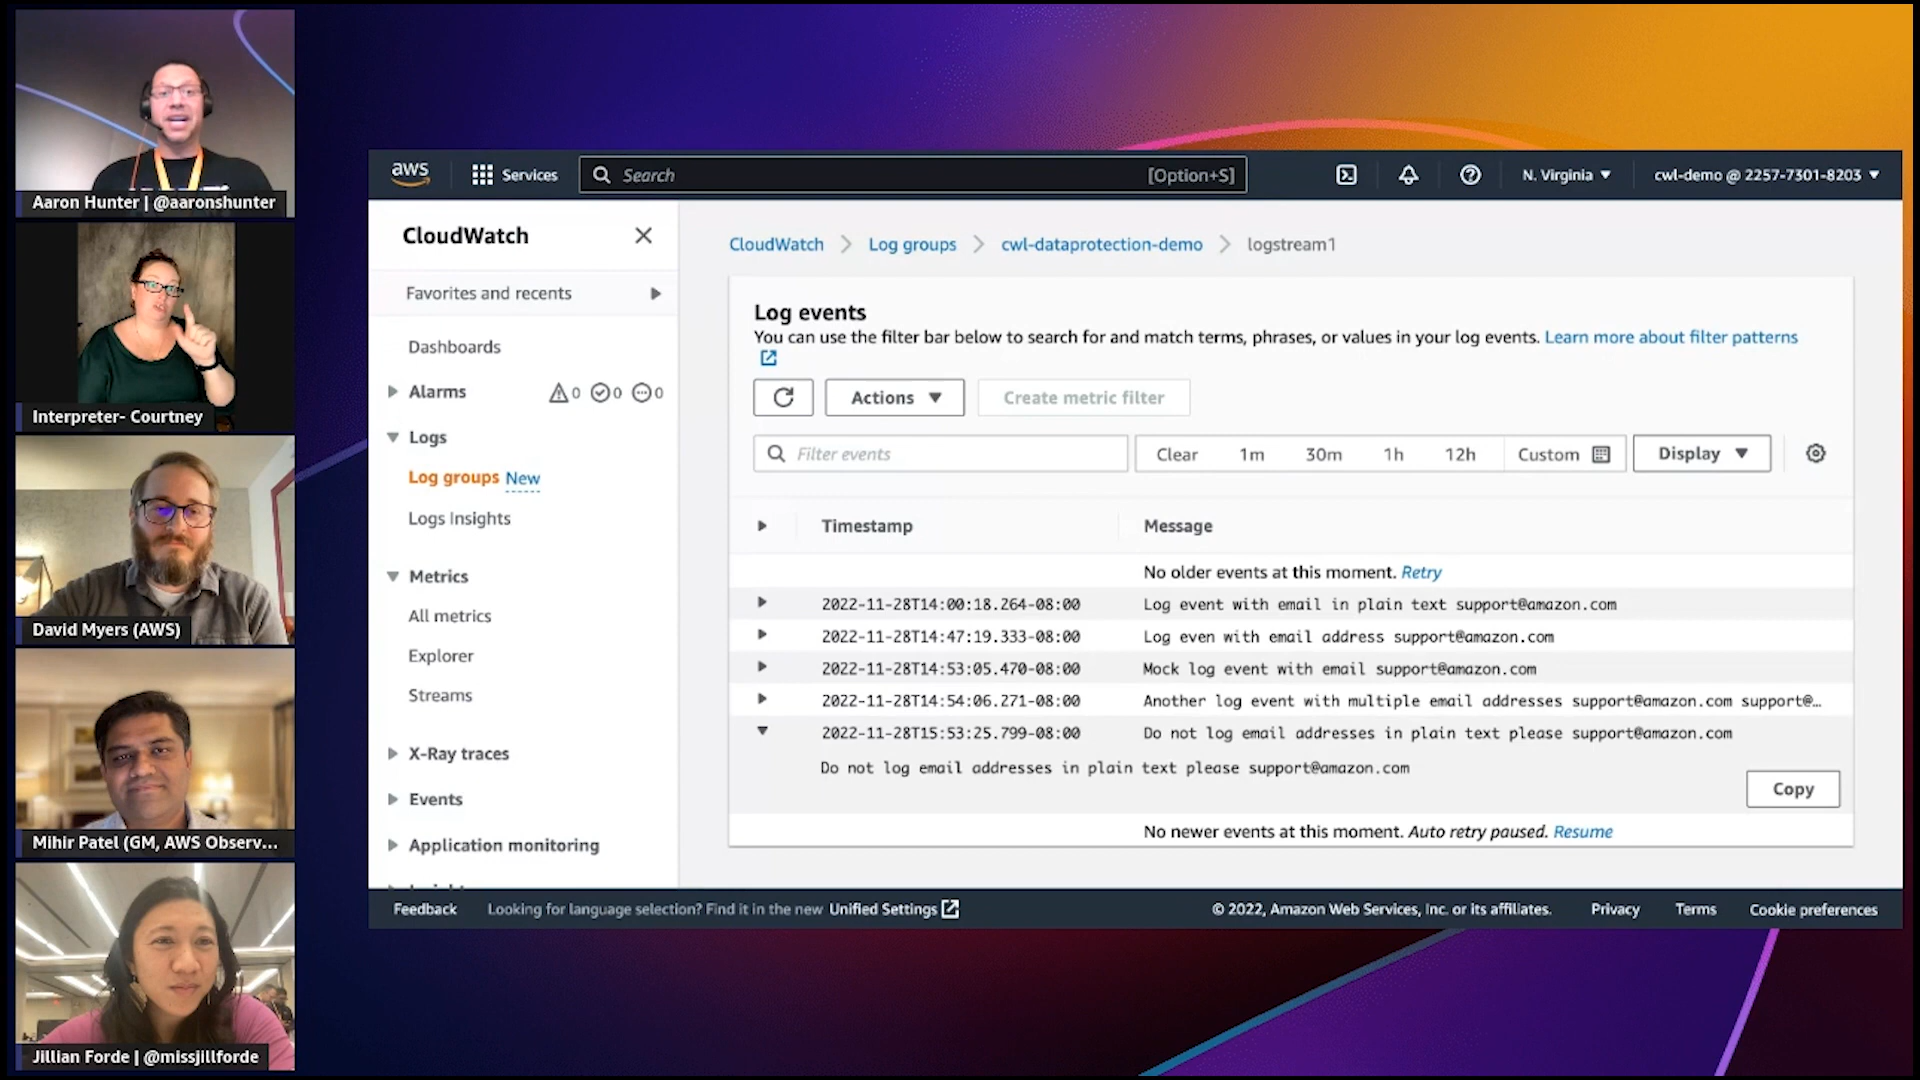 Aaron Hunter | @aaronshunter
Interpreter- Courtney
David Myers (AWS)
Mihir Patel (GM, AWS Observ...
Jillian Forde | @missjillforde
aws
Services
Search
[Option+S]
N. Virginia
cwl-demo @ 2257-7301-8203
CloudWatch
Favorites and recents
Dashboards
Alarms 0 0 0
Logs
Log groups New
Logs Insights
Metrics
All metrics
Explorer
Streams
X-Ray traces
Events
Application monitoring
CloudWatch > Log groups > cwl-dataprotection-demo > logstream1
Log events
You can use the filter bar below to search for and match terms, phrases, or values in your log events. Learn more about filter patterns
Actions
Create metric filter
Filter events
Clear 1m 30m 1h 12h Custom
Display
Timestamp Message
No older events at this moment. Retry
2022-11-28T14:00:18.264-08:00 Log event with email in plain text support@amazon.com
2022-11-28T14:47:19.333-08:00 Log even with email address support@amazon.com
2022-11-28T14:53:05.470-08:00 Mock log event with email support@amazon.com
2022-11-28T14:54:06.271-08:00 Another log event with multiple email addresses support@amazon.com support@…
2022-11-28T15:53:25.799-08:00 Do not log email addresses in plain text please support@amazon.com
Do not log email addresses in plain text please support@amazon.com
Copy
No newer events at this moment. Auto retry paused. Resume
Feedback
Looking for language selection? Find it in the new Unified Settings
© 2022, Amazon Web Services, Inc. or its affiliates.
Privacy
Terms
Cookie preferences